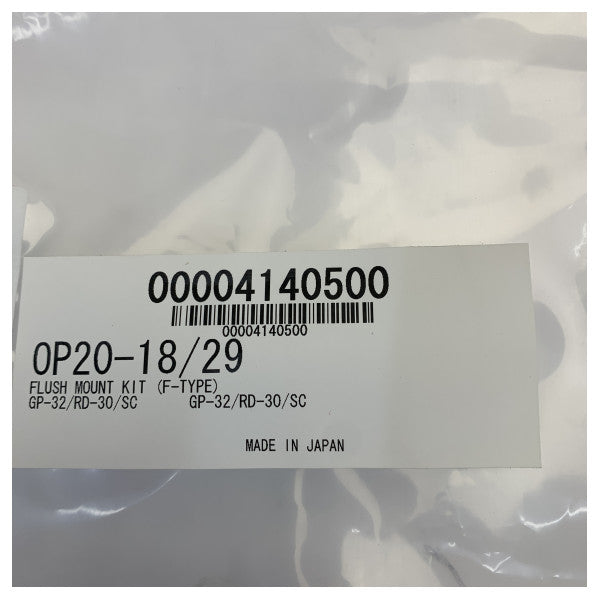 00004140500
00004140500
OP20-18/29
FLUSH MOUNT KIT (F-TYPE)
GP-32/RD-30/SC GP-32/RD-30/SC
MADE IN JAPAN